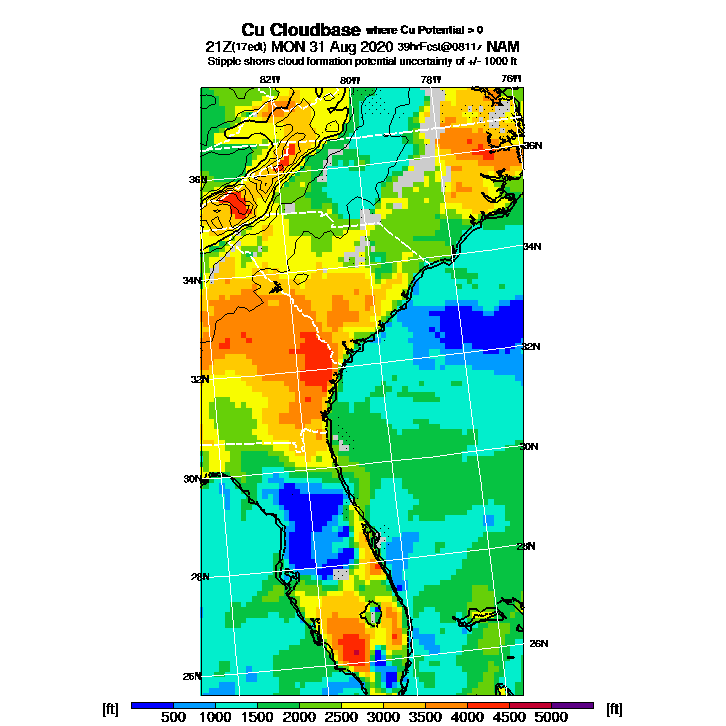 Cu Cloudbase where Cu Potential > 0
21Z(17edt) MON 31 Aug 2020 39hrFcst@0811z NAM
Stipple shows cloud formation potential uncertainty of +/- 1000 ft
82W 80W 78W 76W
36N
36N
34N
34N
32N
32N
30N
30N
28N
28N
26N
26N
[ft] 500 1000 1500 2000 2500 3000 3500 4000 4500 5000 [ft]